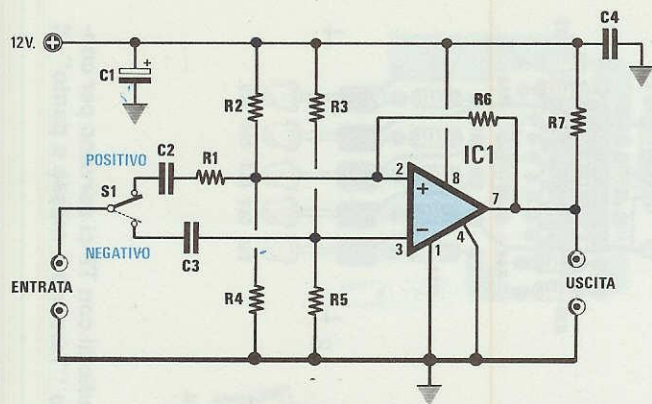 12V.
C4
C1
+
R2
R3
R6
R7
IC1
POSITIVO
C2
R1
2
+
8
S1
7
−
4
NEGATIVO
3
1
C3
ENTRATA
R4
R5
USCITA